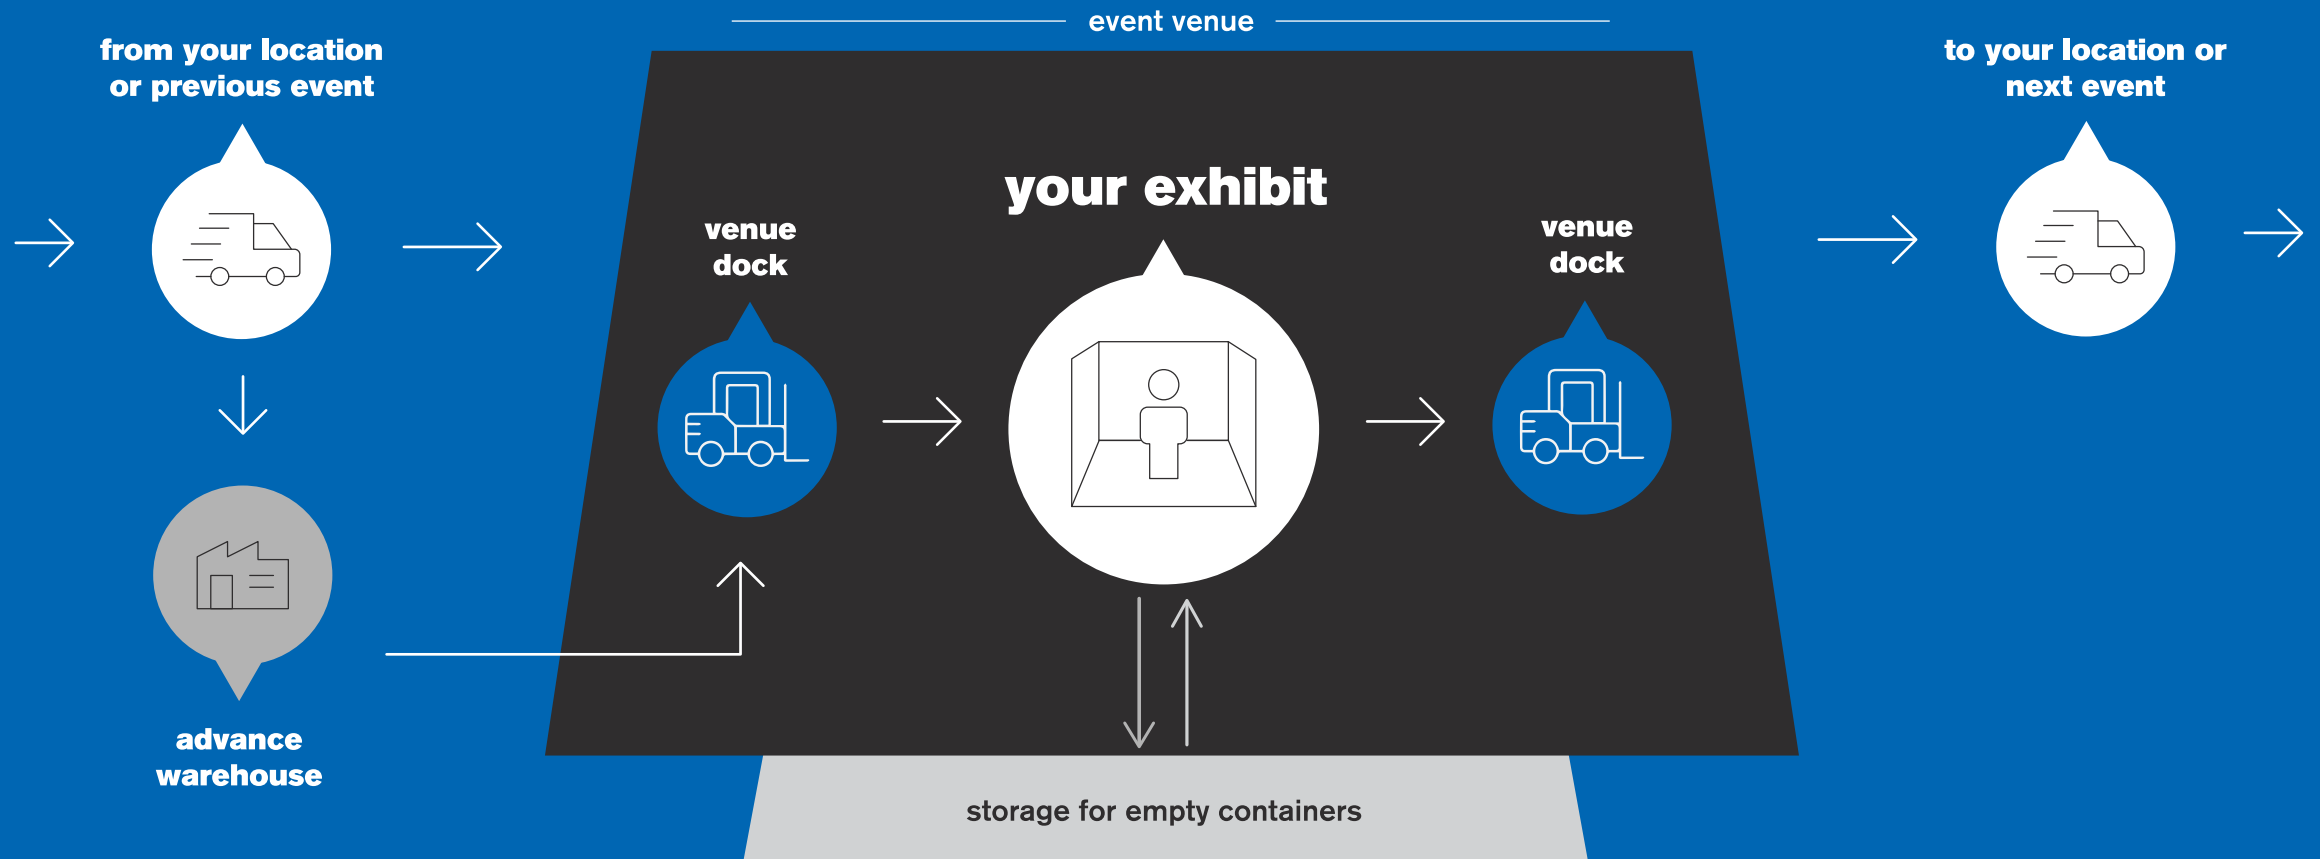 event venue
from your location
or previous event
to your location or
next event
your exhibit
venue
dock
venue
dock
advance
warehouse
storage for empty containers